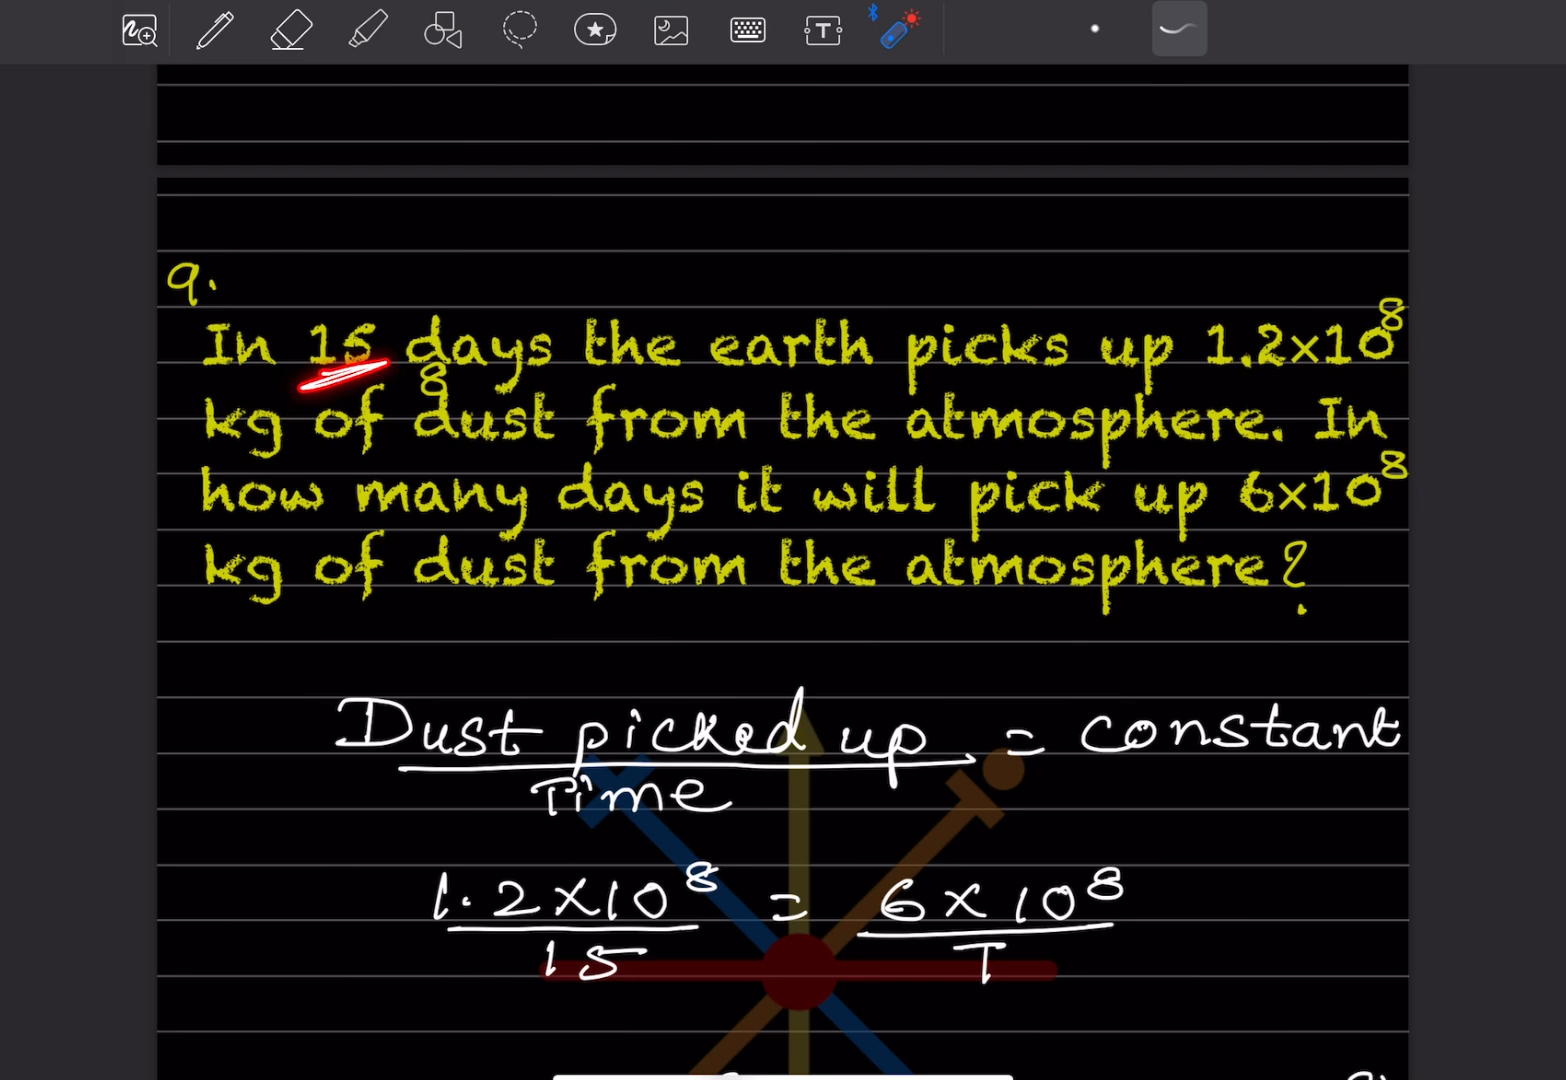 9.
In 15 days the earth picks up 1.2×10⁸
kg of 8 dust from the atmosphere. In
how many days it will pick up 6×10⁸
kg of dust from the atmosphere?
Dust picked up = constant
Time
1.2×10⁸ = 6×10⁸
15 T